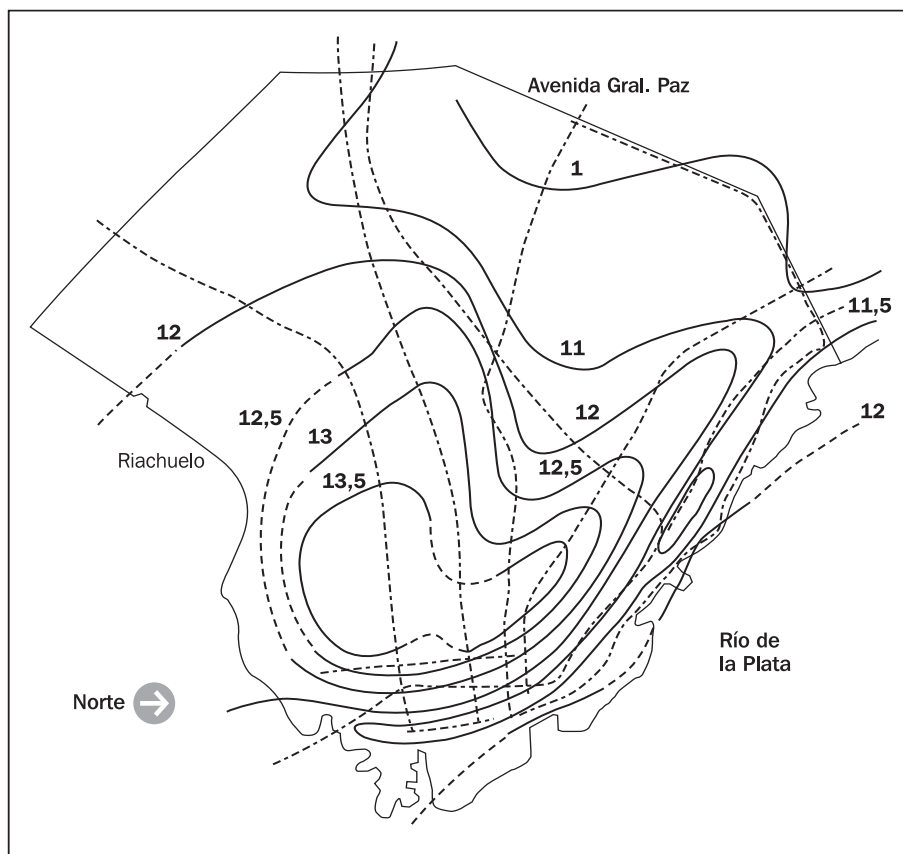 Avenida Gral. Paz
1
11,5
12
11
12
12
12,5
13
12,5
13,5
Riachuelo
Río de
la Plata
Norte